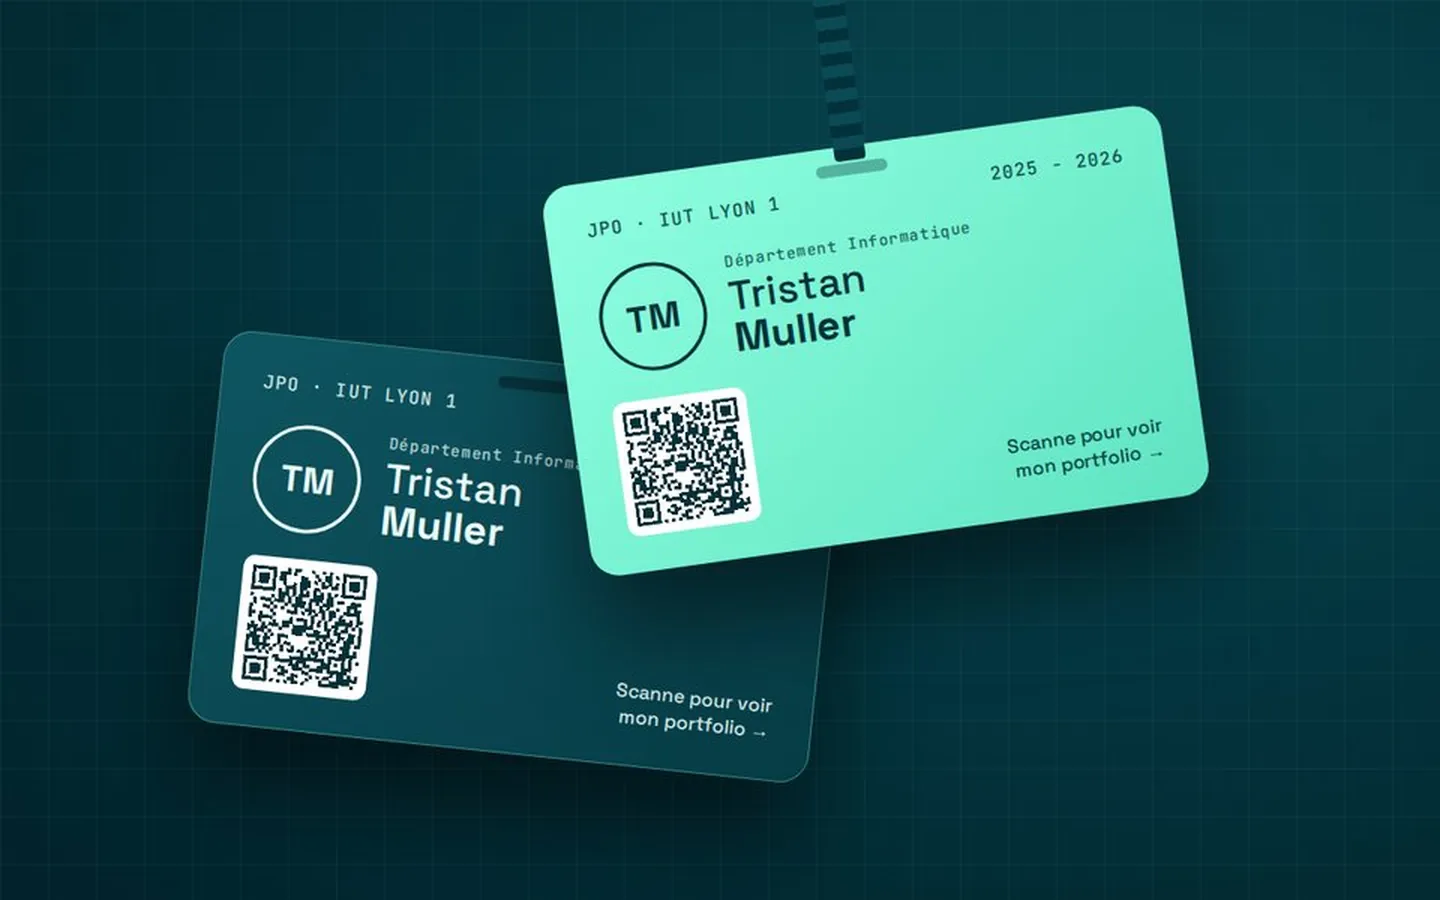 JPO · IUT LYON 1
2025 - 2026
Département Informatique
TM
Tristan
Muller
Scanne pour voir
mon portfolio →
JPO · IUT LYON 1
Département
TM
Tristan
Muller
Scanne pour voir
mon portfolio →